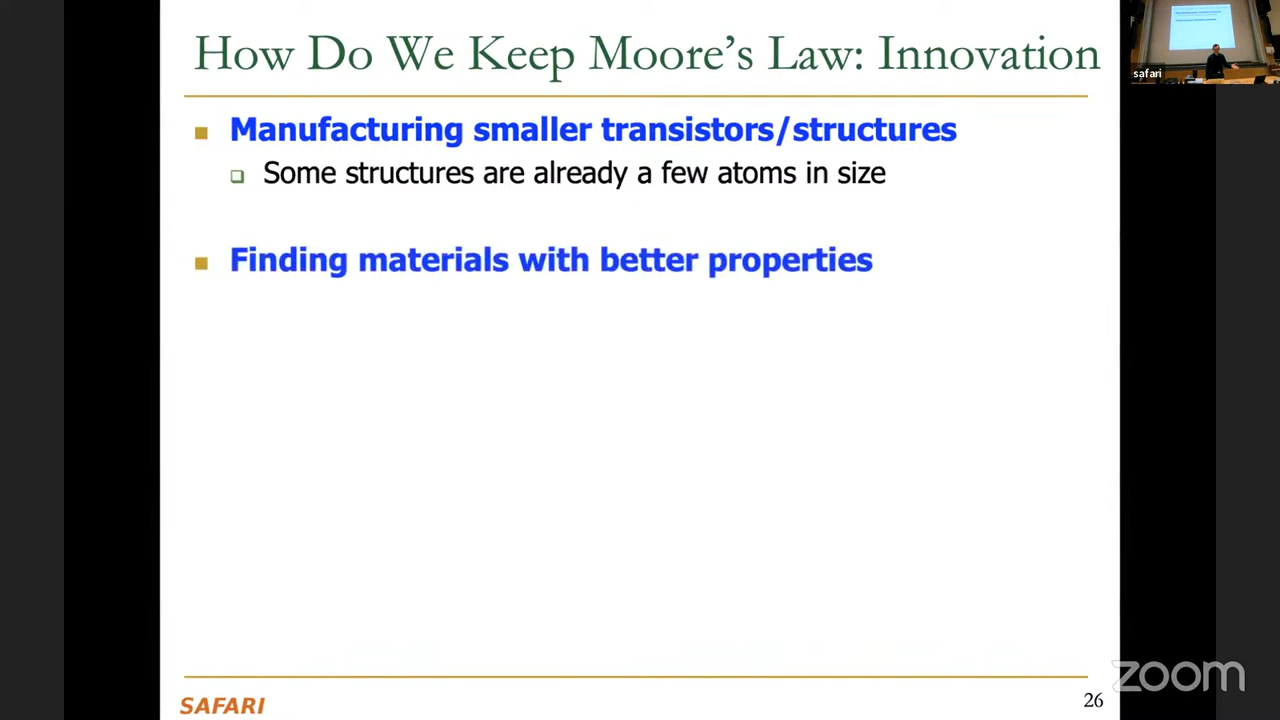 How Do We Keep Moore's Law: Innovation
safari
Manufacturing smaller transistors/structures
Some structures are already a few atoms in size
Finding materials with better properties
zoom
SAFARI
26